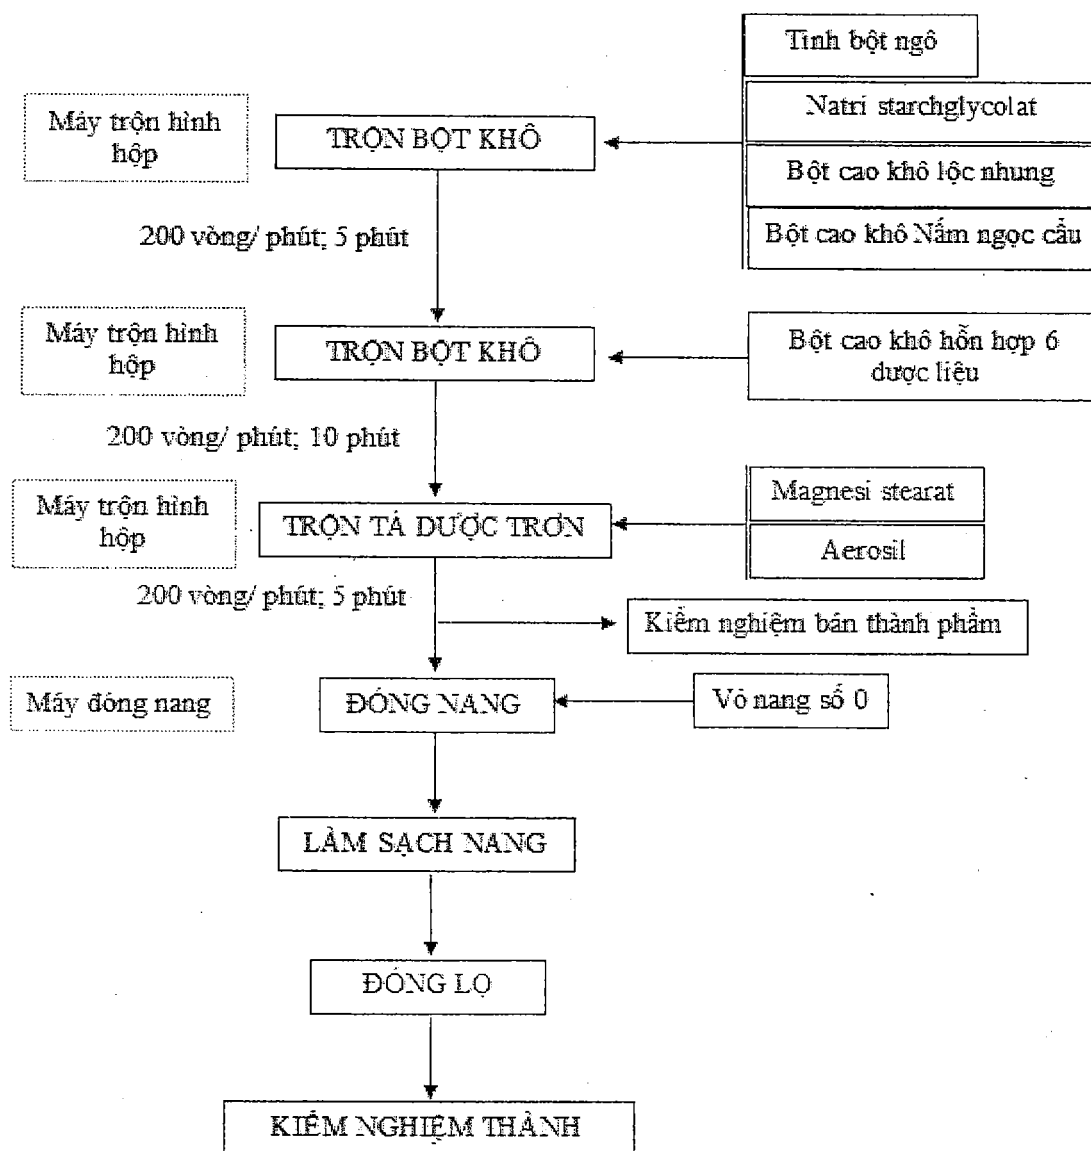 Tinh bột ngô
Máy trộn hình
hộp
TRỘN BỘT KHÔ
Natri starchglycolat
Bột cao khô lộc nhung
Bột cao khô Nấm ngọc cẩu
200 vòng/ phút; 5 phút
Máy trộn hình
hộp
TRỘN BỘT KHÔ
Bột cao khô hỗn hợp 6
dược liệu
200 vòng/ phút; 10 phút
Máy trộn hình
hộp
TRỘN TÁ DƯỢC TRƠN
Magnesi stearat
Aerosil
200 vòng/ phút; 5 phút
Kiểm nghiệm bán thành phẩm
Máy đóng nang
ĐÓNG NANG
Vỏ nang số 0
LÀM SẠCH NANG
ĐÓNG LỌ
KIỂM NGHIỆM THÀNH